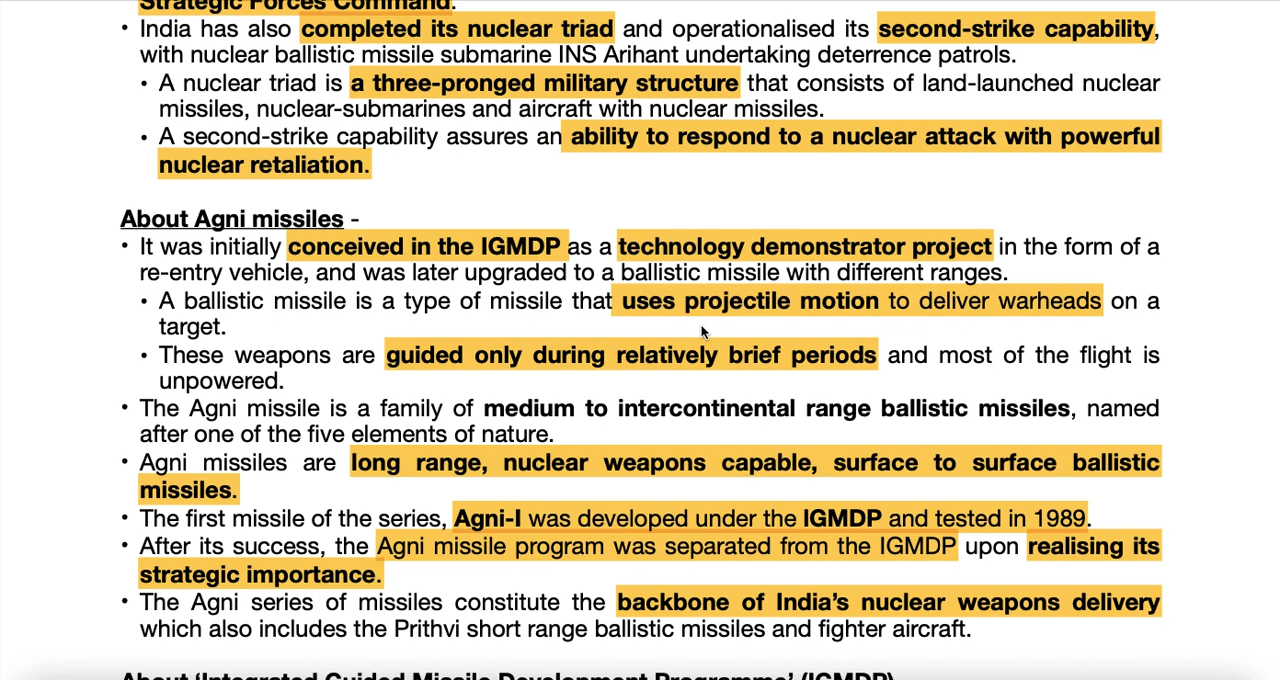 Strategic Forces Command.
• India has also completed its nuclear triad and operationalised its second-strike capability,
with nuclear ballistic missile submarine INS Arihant undertaking deterrence patrols.
• A nuclear triad is a three-pronged military structure that consists of land-launched nuclear
missiles, nuclear-submarines and aircraft with nuclear missiles.
• A second-strike capability assures an ability to respond to a nuclear attack with powerful
nuclear retaliation.
About Agni missiles -
• It was initially conceived in the IGMDP as a technology demonstrator project in the form of a
re-entry vehicle, and was later upgraded to a ballistic missile with different ranges.
• A ballistic missile is a type of missile that uses projectile motion to deliver warheads on a
target.
• These weapons are guided only during relatively brief periods and most of the flight is
unpowered.
• The Agni missile is a family of medium to intercontinental range ballistic missiles, named
after one of the five elements of nature.
• Agni missiles are long range, nuclear weapons capable, surface to surface ballistic
missiles.
• The first missile of the series, Agni-I was developed under the IGMDP and tested in 1989.
• After its success, the Agni missile program was separated from the IGMDP upon realising its
strategic importance.
• The Agni series of missiles constitute the backbone of India’s nuclear weapons delivery
which also includes the Prithvi short range ballistic missiles and fighter aircraft.
About ‘Integrated Guided Missile Development Programme’ (IGMDP)